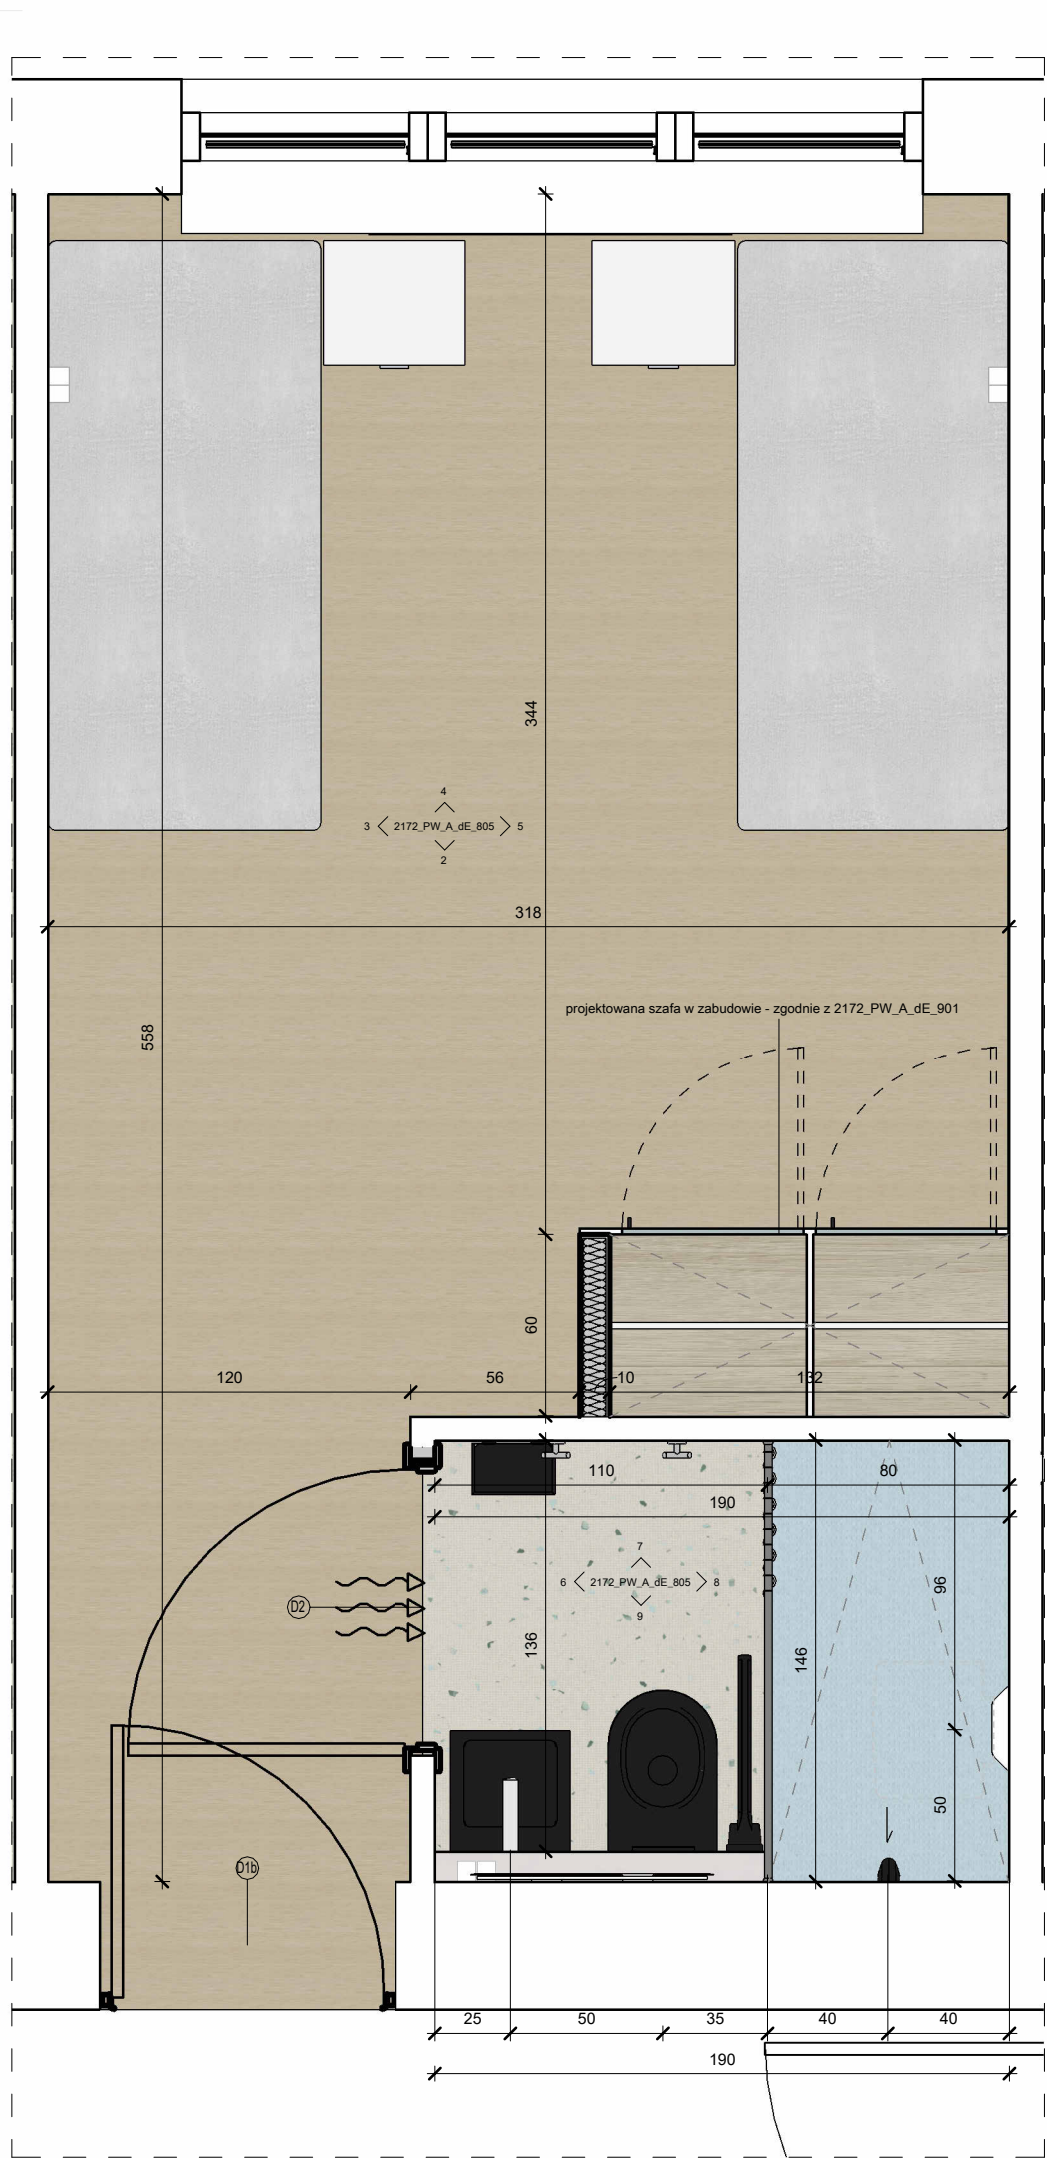 344
4
3 2172_PW_A_dE_805 5
2
318
projektowana szafa w zabudowie - zgodnie z 2172_PW_A_dE_901
558
60
120 56 10 132
110 80
190
7
6 2172_PW_A_dE_805 8
9
96
D2
136
146
50
D1b
25 50 35 40 40
190